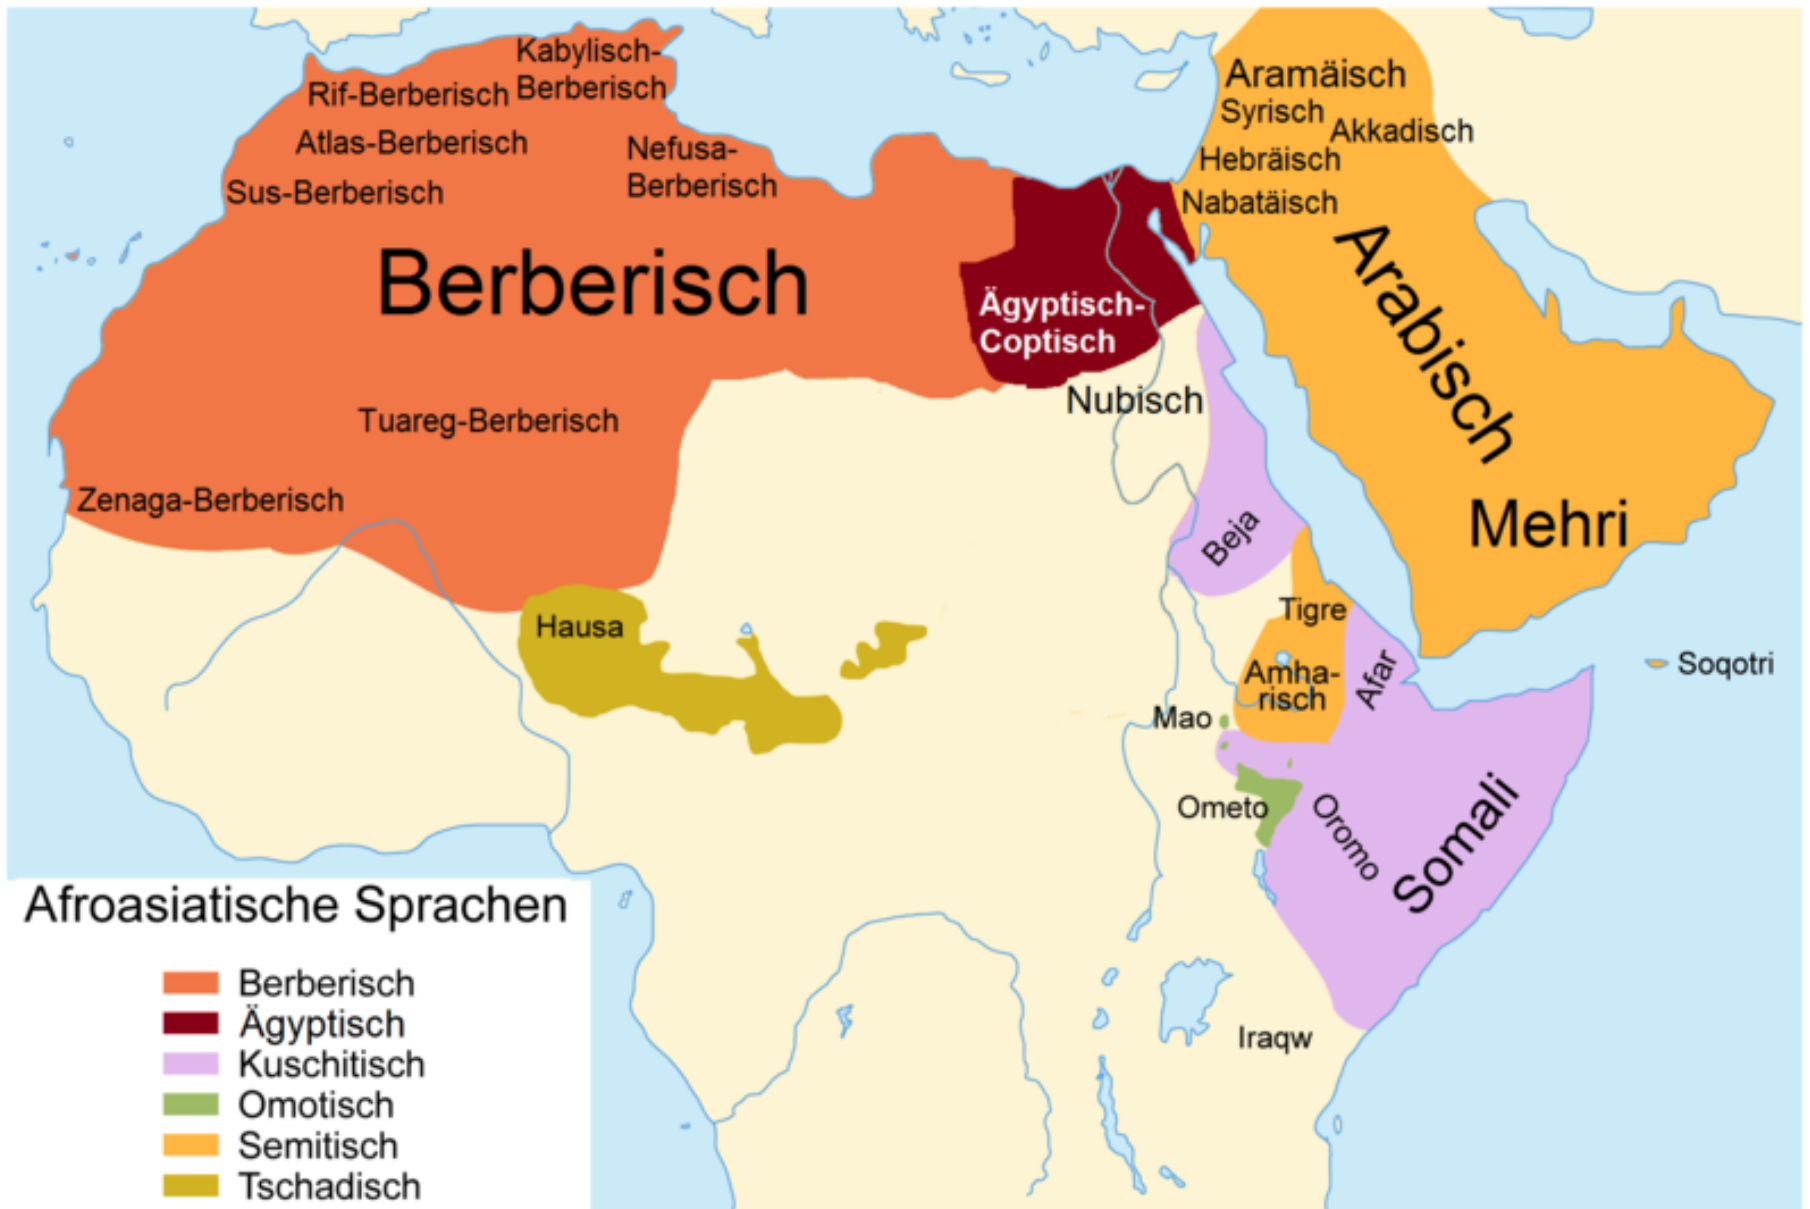 Kabylisch-
Berberisch
Rif-Berberisch
Atlas-Berberisch
Nefusa-
Berberisch
Sus-Berberisch
Berberisch
Tuareg-Berberisch
Zenaga-Berberisch
Ägyptisch-
Coptisch
Nubisch
Aramäisch
Syrisch
Akkadisch
Hebräisch
Nabatäisch
Arabisch
Mehri
Beja
Tigre
Amha-
risch
Afar
Soqotri
Hausa
Mao
Ometo
Oromo
Somali
Iraqw
Afroasiatische Sprachen
Berberisch
Ägyptisch
Kuschitisch
Omotisch
Semitisch
Tschadisch